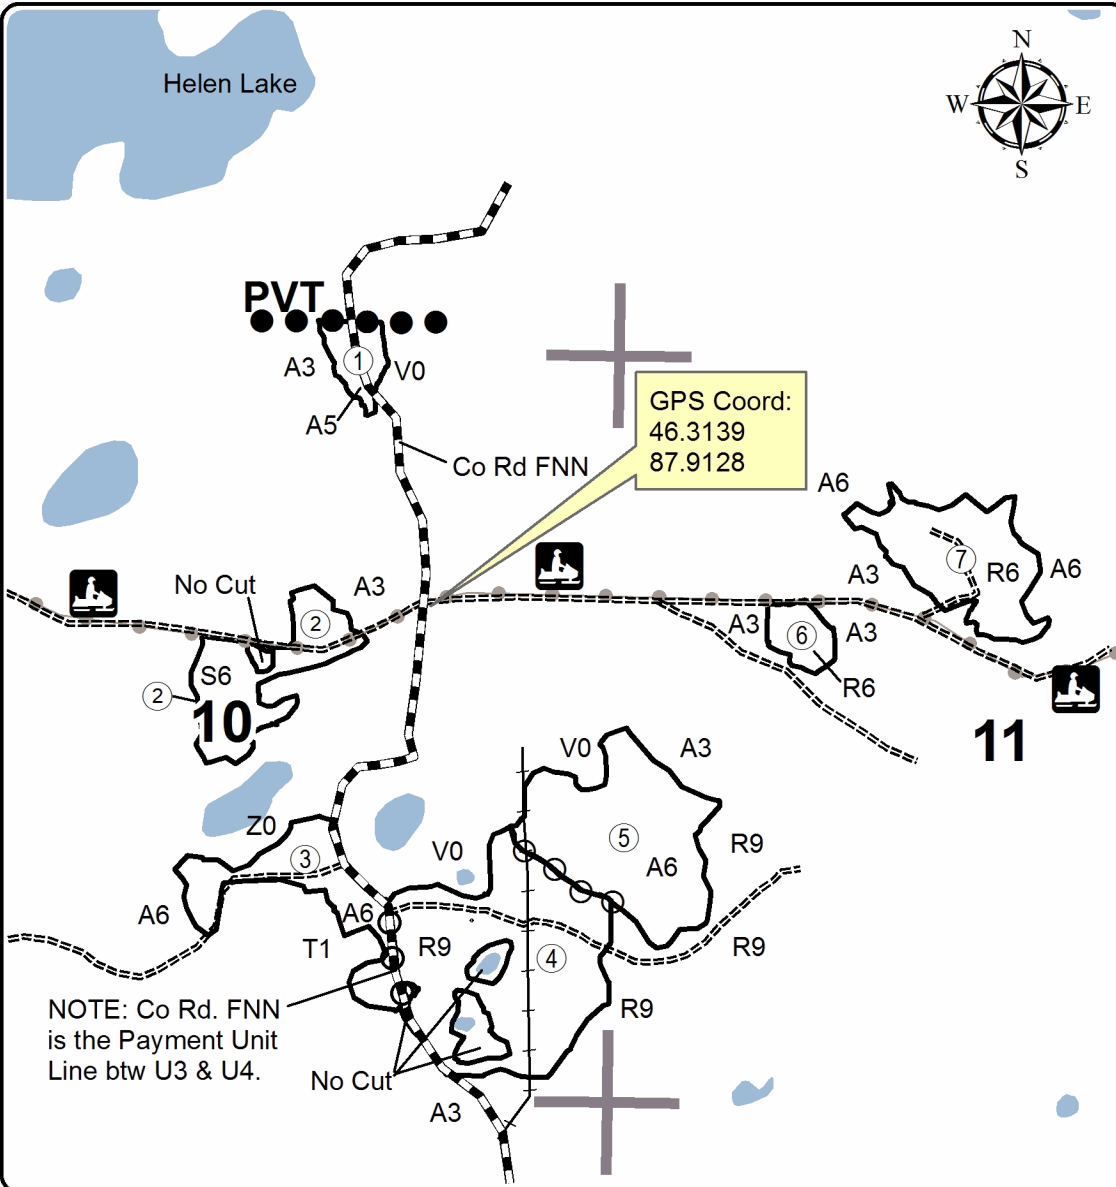 Helen Lake
N
W
E
S
PVT
A3
1
V0
A5
GPS Coord:
46.3139
87.9128
Co Rd FNN
A6
7
R6
A6
A3
No Cut
A3
2
A3
6
A3
R6
2
S6
10
11
V0
A3
Z0
3
V0
5
A6
R9
A6
A6
T1
R9
4
R9
R9
NOTE: Co Rd. FNN
is the Payment Unit
Line btw U3 & U4.
No Cut
A3